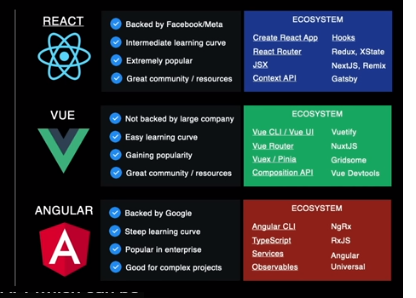 REACT
Backed by Facebook/Meta
Intermediate learning curve
Extremely popular
Great community / resources
ECOSYSTEM
Create React App Hooks
React Router Redux, XState
JSX NextJS, Remix
Context API Gatsby
VUE
Not backed by large company
Easy learning curve
Gaining popularity
Great community / resources
ECOSYSTEM
Vue CLI / Vue UI Vuetify
Vue Router NuxtJS
Vuex / Pinia Gridsome
Composition API Vue Devtools
ANGULAR
A
Backed by Google
Steep learning curve
Popular in enterprise
Good for complex projects
ECOSYSTEM
Angular CLI NgRx
TypeScript RxJS
Services Angular
Observables Universal